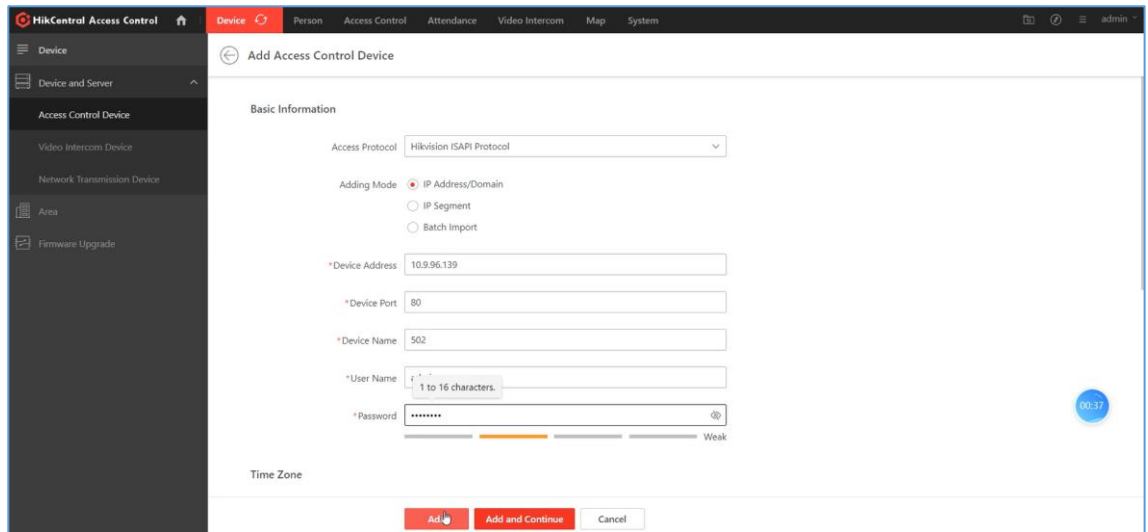 HikCentral Access Control Device Person Access Control Attendance Video Intercom Map System admin
Device
Add Access Control Device
Device and Server
Access Control Device
Video Intercom Device
Network Transmission Device
Area
Firmware Upgrade
Basic Information
Access Protocol Hikvision ISAPI Protocol
Adding Mode IP Address/Domain
IP Segment
Batch Import
*Device Address 10.9.96.139
*Device Port 80
*Device Name 502
*User Name
1 to 16 characters.
*Password ••••••••
Weak
00:37
Time Zone
Add and Continue Cancel